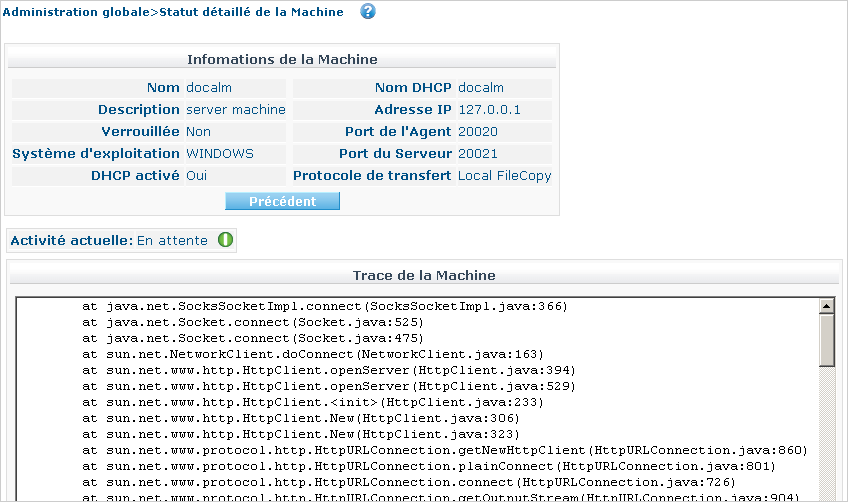 Administration globale>Statut détaillé de la Machine ?
Infomations de la Machine
Nom docalm Nom DHCP docalm
Description server machine Adresse IP 127.0.0.1
Verrouillée Non Port de l'Agent 20020
Système d'exploitation WINDOWS Port du Serveur 20021
DHCP activé Oui Protocole de transfert Local FileCopy
Précédent
Activité actuelle: En attente
Trace de la Machine
at java.net.SocksSocketImpl.connect(SocksSocketImpl.java:366)
at java.net.Socket.connect(Socket.java:525)
at java.net.Socket.connect(Socket.java:475)
at sun.net.NetworkClient.doConnect(NetworkClient.java:163)
at sun.net.www.http.HttpClient.openServer(HttpClient.java:394)
at sun.net.www.http.HttpClient.openServer(HttpClient.java:529)
at sun.net.www.http.HttpClient.<init>(HttpClient.java:233)
at sun.net.www.http.HttpClient.New(HttpClient.java:306)
at sun.net.www.http.HttpClient.New(HttpClient.java:323)
at sun.net.www.protocol.http.HttpURLConnection.getNewHttpClient(HttpURLConnection.java:860)
at sun.net.www.protocol.http.HttpURLConnection.plainConnect(HttpURLConnection.java:801)
at sun.net.www.protocol.http.HttpURLConnection.connect(HttpURLConnection.java:726)
at sun.net.www.protocol.http.HttpURLConnection.getOutputStream(HttpURLConnection.java:904)